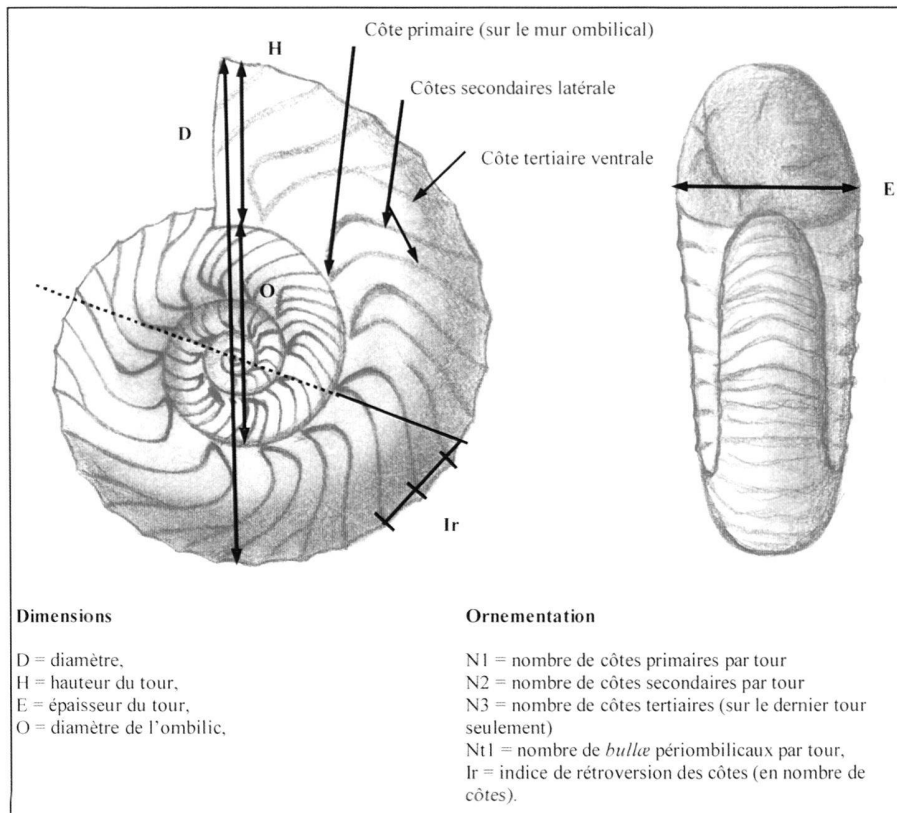 Côte primaire (sur le mur ombilical)
H
Côtes secondaires latérale
D
Côte tertiaire ventrale
E
O
Ir
Dimensions
D = diamètre,
H = hauteur du tour,
E = épaisseur du tour,
O = diamètre de l’ombilic,
Ornementation
N1 = nombre de côtes primaires par tour
N2 = nombre de côtes secondaires par tour
N3 = nombre de côtes tertiaires (sur le dernier tour
seulement)
Nt1 = nombre de bullæ périombilicaux par tour,
Ir = indice de rétroversion des côtes (en nombre de
côtes).